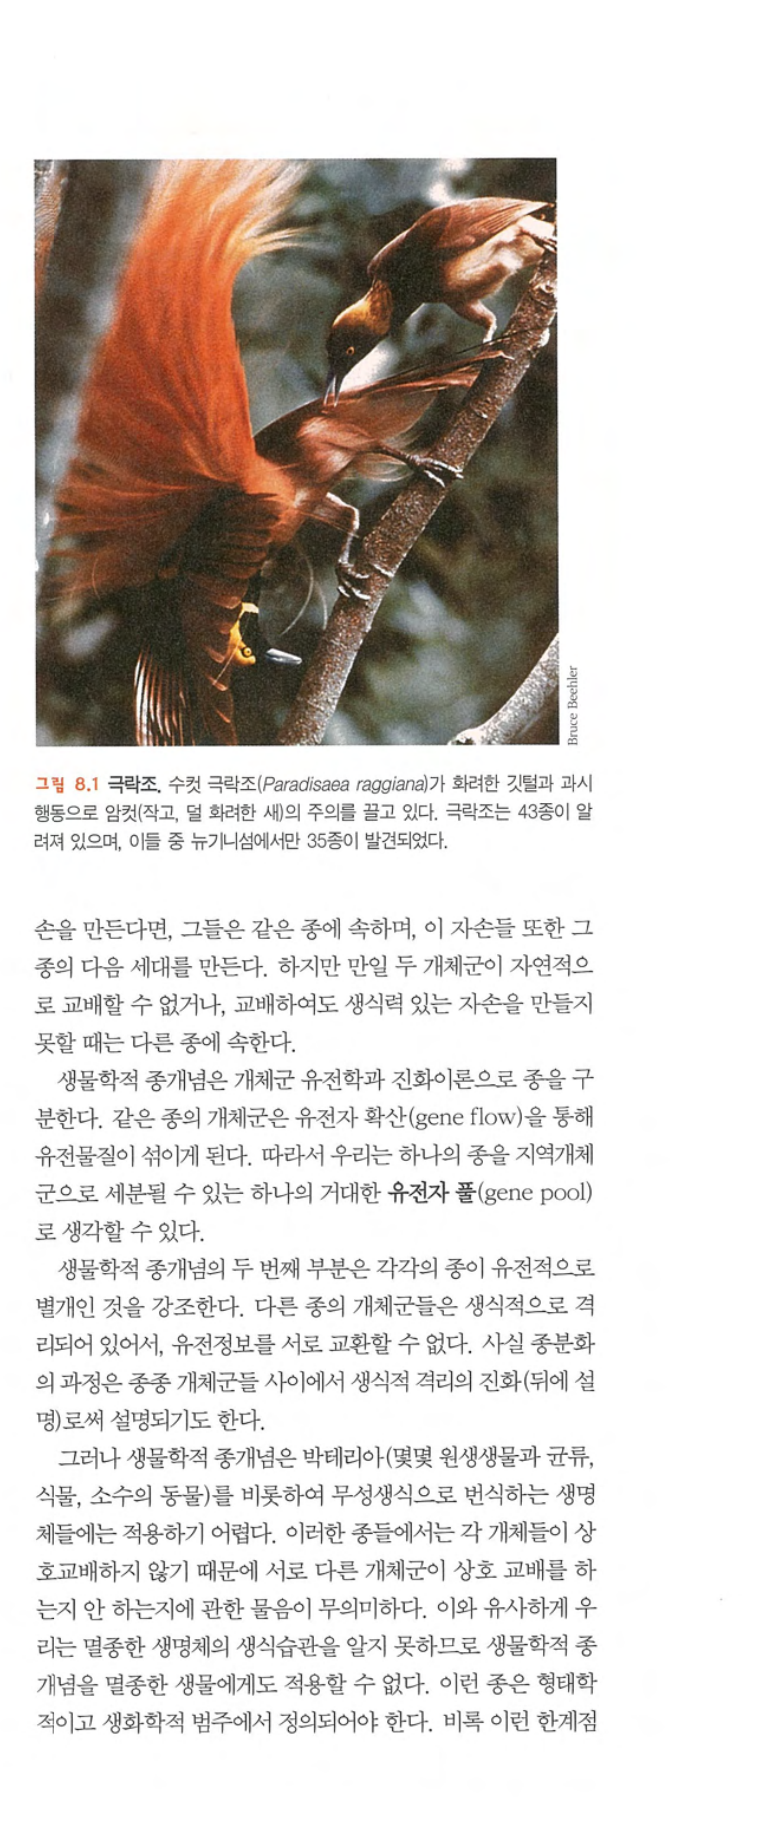 Bruce Beehler
그림 8.1 극락조. 수컷 극락조(Paradisaea raggiana)가 화려한 깃털과 과시
행동으로 암컷(작고, 덜 화려한 새)의 주의를 끌고 있다. 극락조는 43종이 알
려져 있으며, 이들 중 뉴기니섬에서만 35종이 발견되었다.
손을 만든다면, 그들은 같은 종에 속하며, 이 자손들 또한 그
종의 다음 세대를 만든다. 하지만 만일 두 개체군이 자연적으
로 교배할 수 없거나, 교배하여도 생식력 있는 자손을 만들지
못할 때는 다른 종에 속한다.
생물학적 종개념은 개체군 유전학과 진화이론으로 종을 구
분한다. 같은 종의 개체군은 유전자 확산(gene flow)을 통해
유전물질이 섞이게 된다. 따라서 우리는 하나의 종을 지역개체
군으로 세분될 수 있는 하나의 거대한 유전자 풀(gene pool)
로 생각할 수 있다.
생물학적 종개념의 두 번째 부분은 각각의 종이 유전적으로
별개인 것을 강조한다. 다른 종의 개체군들은 생식적으로 격
리되어 있어서, 유전정보를 서로 교환할 수 없다. 사실 종분화
의 과정은 종종 개체군들 사이에서 생식적 격리의 진화(뒤에 설
명)로써 설명되기도 한다.
그러나 생물학적 종개념은 박테리아(몇몇 원생생물과 균류,
식물, 소수의 동물)를 비롯하여 무성생식으로 번식하는 생명
체들에는 적용하기 어렵다. 이러한 종들에서는 각 개체들이 상
호교배하지 않기 때문에 서로 다른 개체군이 상호 교배를 하
는지 안 하는지에 관한 물음이 무의미하다. 이와 유사하게 우
리는 멸종한 생명체의 생식습관을 알지 못하므로 생물학적 종
개념을 멸종한 생물에게도 적용할 수 없다. 이런 종은 형태학
적이고 생화학적 범주에서 정의되어야 한다. 비록 이런 한계점